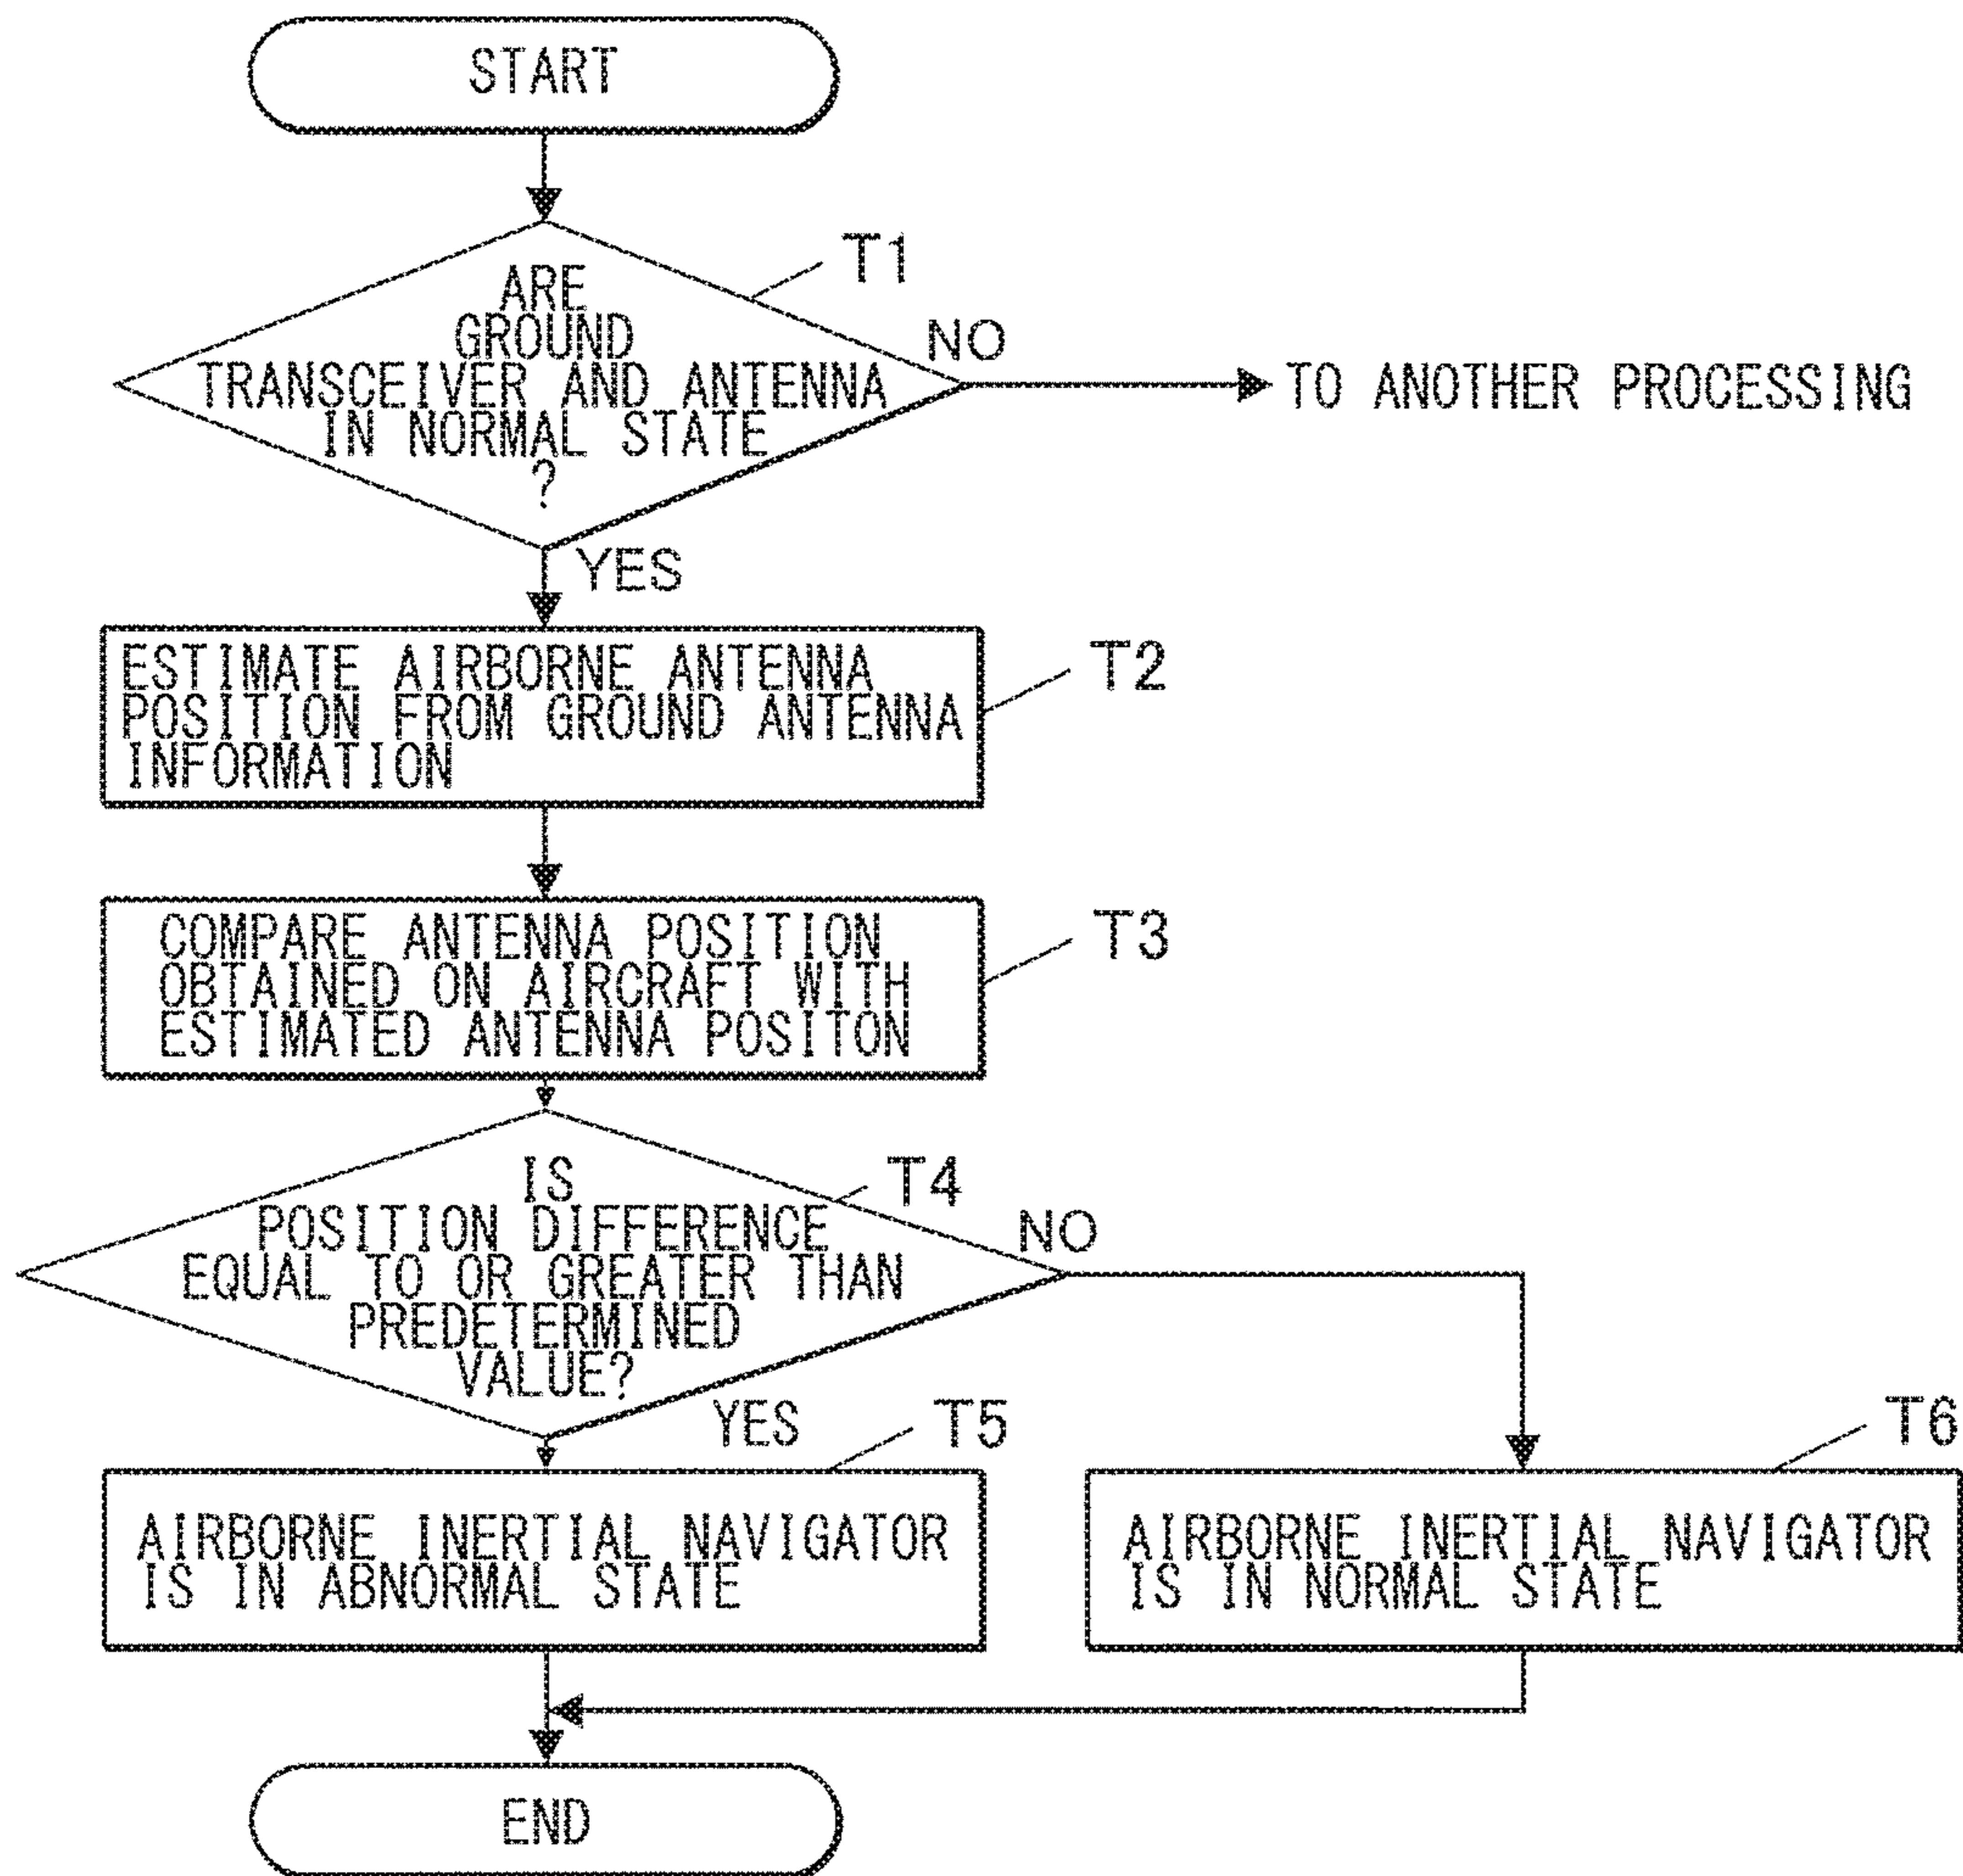 START
T1
ARE
GROUND
TRANSCEIVER AND ANTENNA
IN NORMAL STATE
?
NO
TO ANOTHER PROCESSING
YES
T2
ESTIMATE AIRBORNE ANTENNA
POSITION FROM GROUND ANTENNA
INFORMATION
T3
COMPARE ANTENNA POSITION
OBTAINED ON AIRCRAFT WITH
ESTIMATED ANTENNA POSITON
T4
IS
POSITION DIFFERENCE
EQUAL TO OR GREATER THAN
PREDETERMINED
VALUE?
NO
YES
T5
T6
AIRBORNE INERTIAL NAVIGATOR
IS IN ABNORMAL STATE
AIRBORNE INERTIAL NAVIGATOR
IS IN NORMAL STATE
END